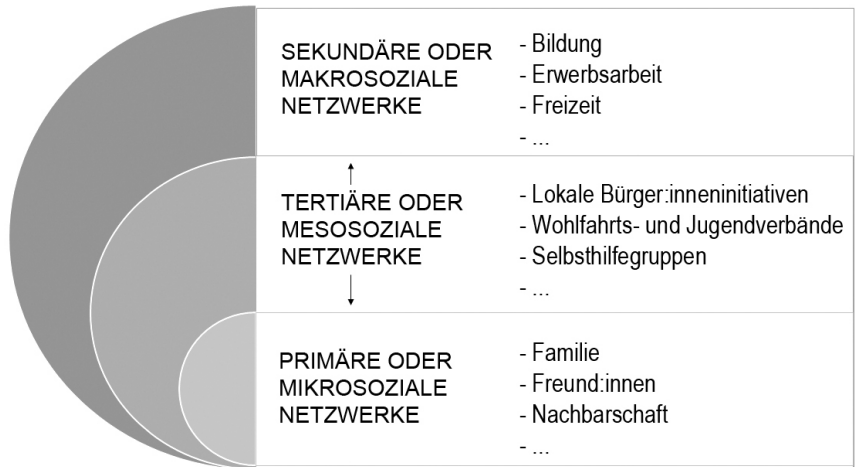 SEKUNDÄRE ODER
MAKROSOZIALE
NETZWERKE
- Bildung
- Erwerbsarbeit
- Freizeit
- ...
TERTIÄRE ODER
MESOSOZIALE
NETZWERKE
- Lokale Bürger:inneninitiativen
- Wohlfahrts- und Jugendverbände
- Selbsthilfegruppen
- ...
PRIMÄRE ODER
MIKROSOZIALE
NETZWERKE
- Familie
- Freund:innen
- Nachbarschaft
- ...